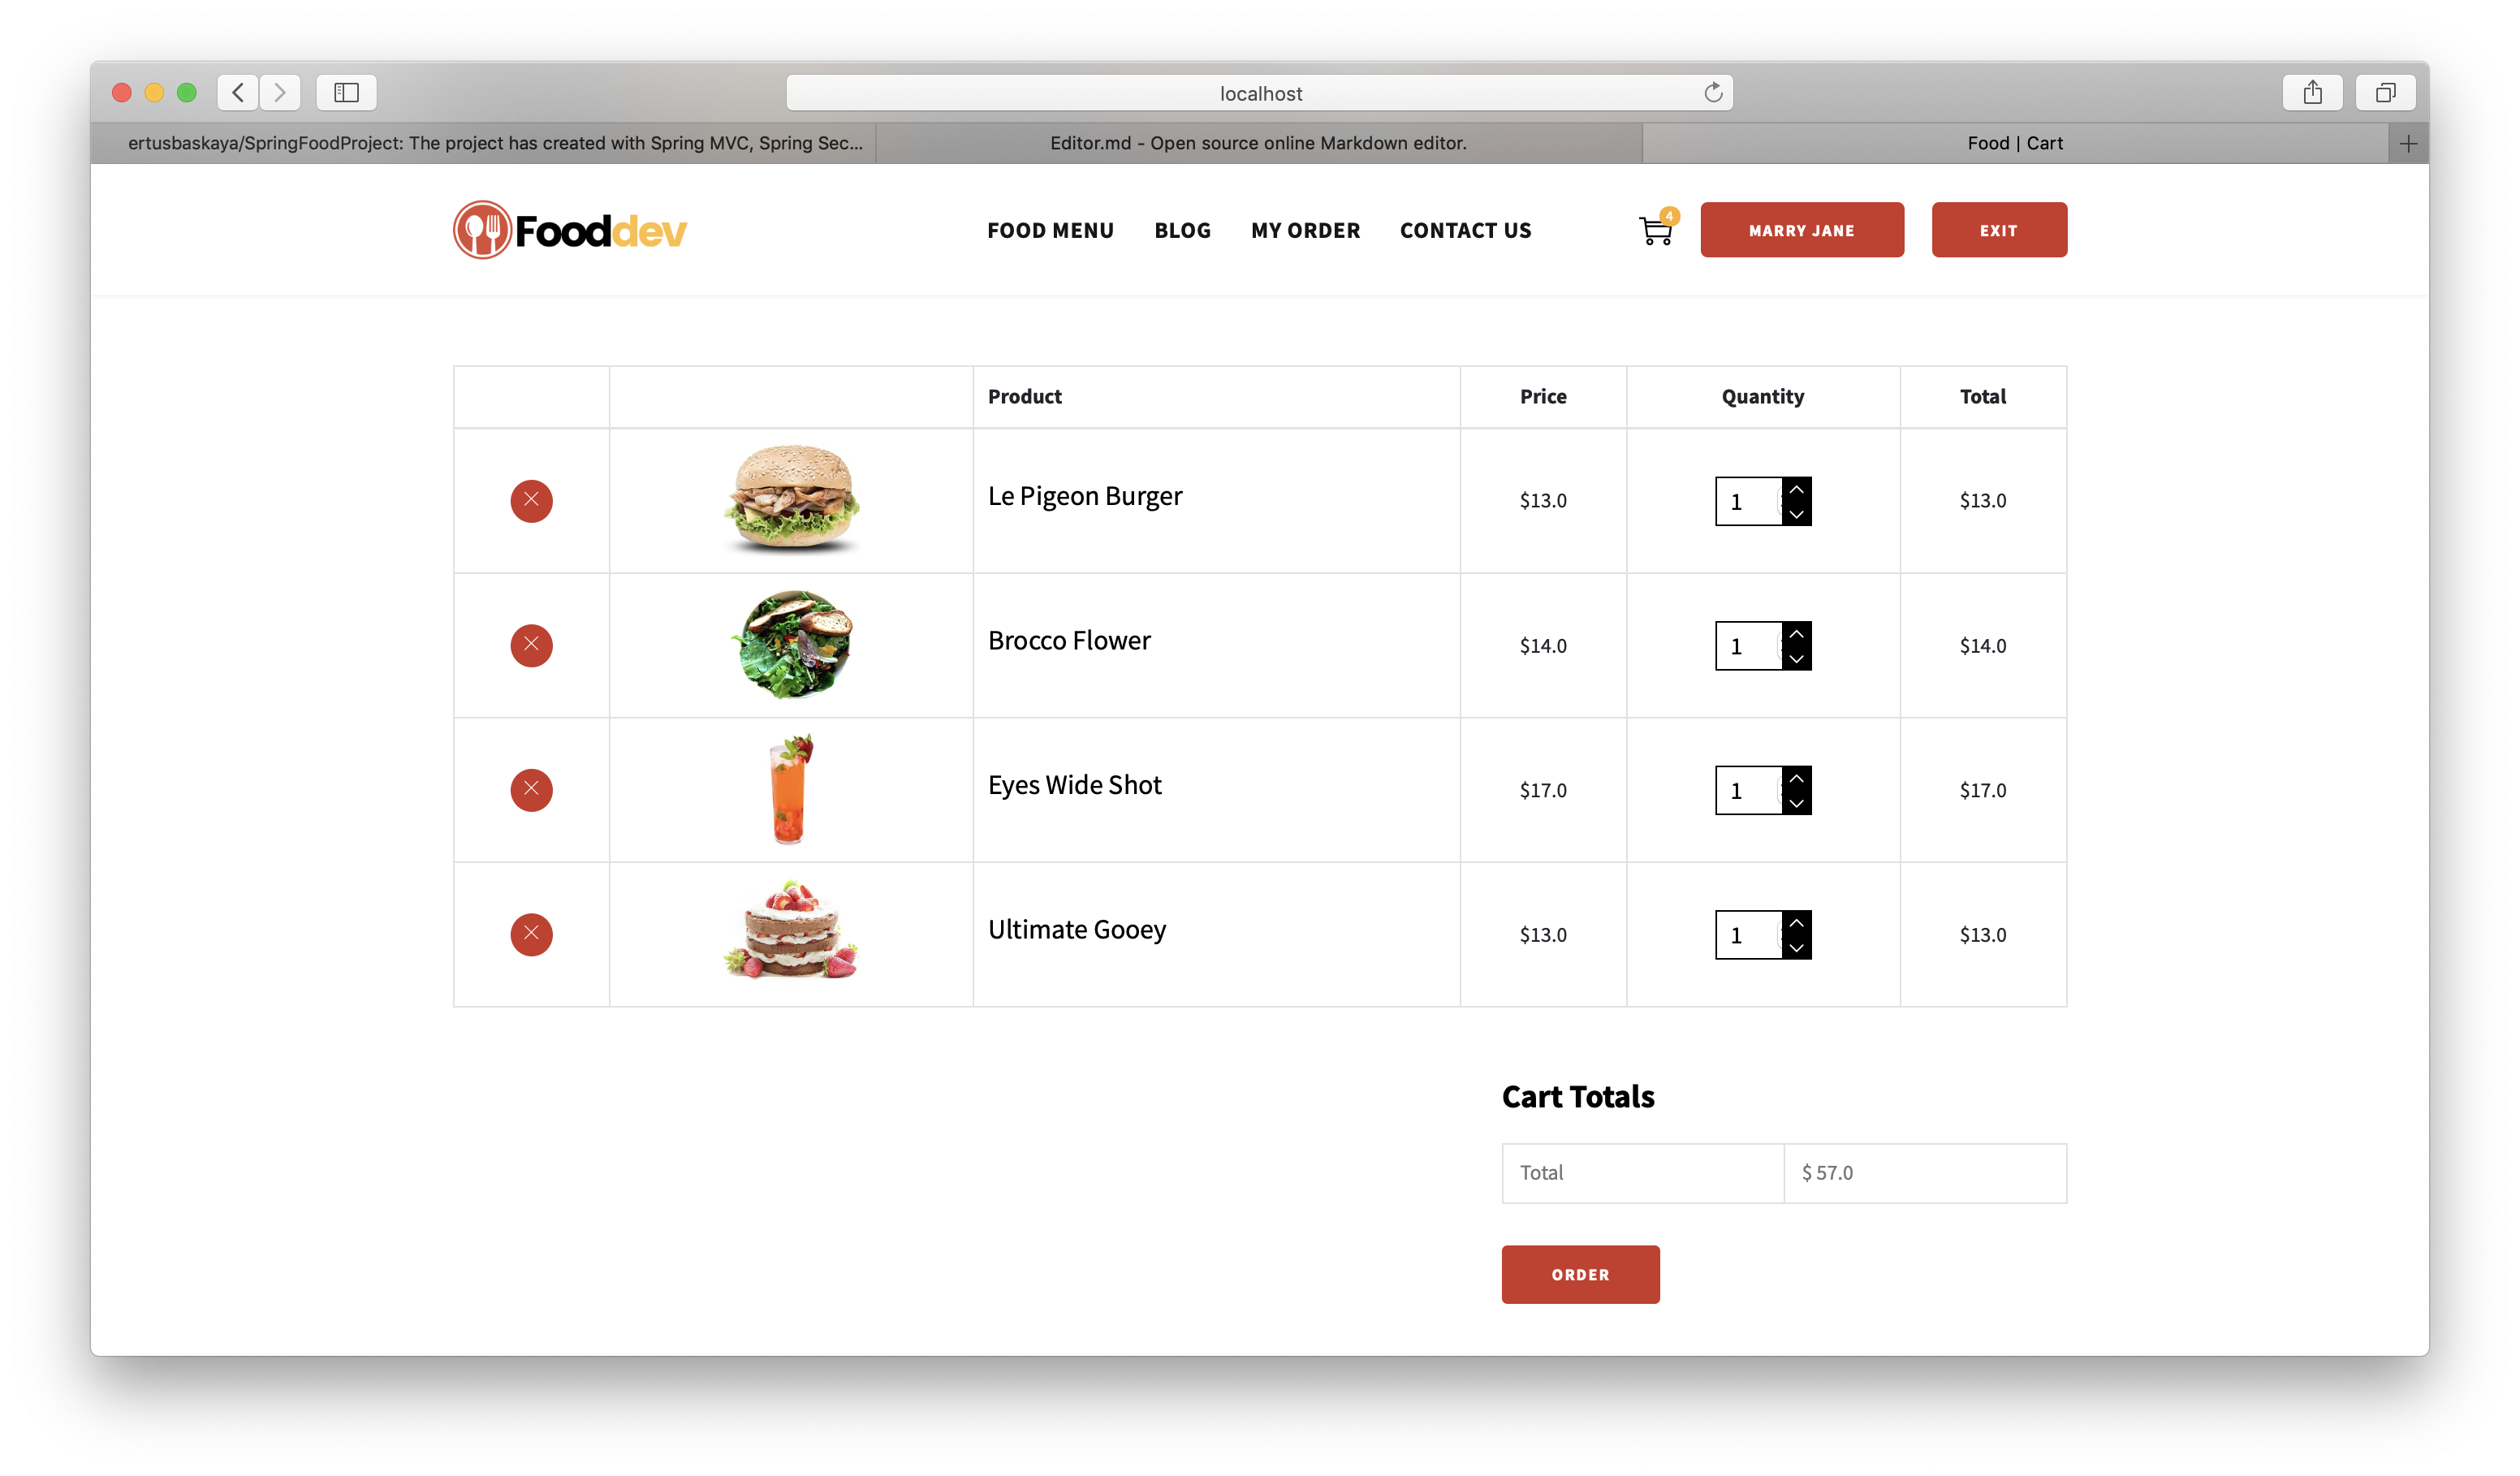 localhost
ertusbaskaya/SpringFoodProject: The project has created with Spring MVC, Spring Sec...
Editor.md - Open source online Markdown editor.
Food | Cart
Fooddev
FOOD MENU
BLOG
MY ORDER
CONTACT US
4
MARRY JANE
EXIT
Product Price Quantity Total
Le Pigeon Burger $13.0 1 $13.0
Brocco Flower $14.0 1 $14.0
Eyes Wide Shot $17.0 1 $17.0
Ultimate Gooey $13.0 1 $13.0
Cart Totals
Total $ 57.0
ORDER